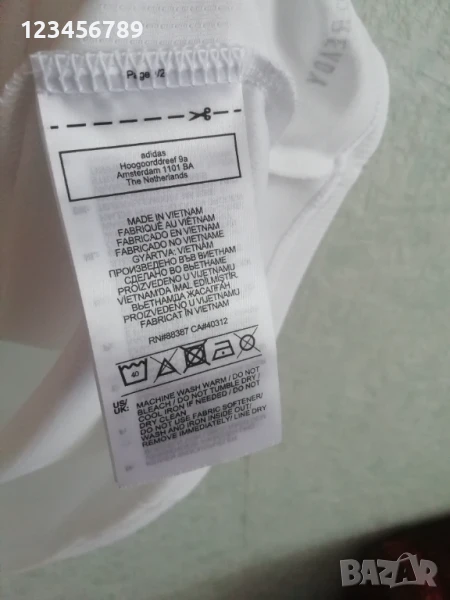 123456789
READY
Page
adidas
Hoogoorddreef 9a
Amsterdam 1101 BA
The Netherlands
MADE IN VIETNAM
FABRIQUÉ AU VIÊTNAM
FABRICADO EN VIETNAM
FABRICADO NO VIETNAME
GYÁRTVA: VIETNAM
ПРОИЗВЕДЕНО ВЪВ ВИЕТНАМ
СДЕЛАНО ВО ВЬЕТНАМЕ
PROIZVEDENO U VIJETNAMU
VIETNAM'DA İMAL EDİLMİŞTİR.
ВЬЕТНАМДА ЖАСАЛҒАН
PROIZVEDENO U VIJETNAMU
FABRICAT IN VIETNAM
RN#88387 CA#40312
40
US/ UK: MACHINE WASH WARM / DO NOT
BLEACH / DO NOT TUMBLE DRY /
COOL IRON IF NEEDED / DO NOT
DRY CLEAN
DO NOT USE FABRIC SOFTENER/
WASH AND IRON INSIDE OUT/
REMOVE IMMEDIATELY/ LINE DRY
BAZAR